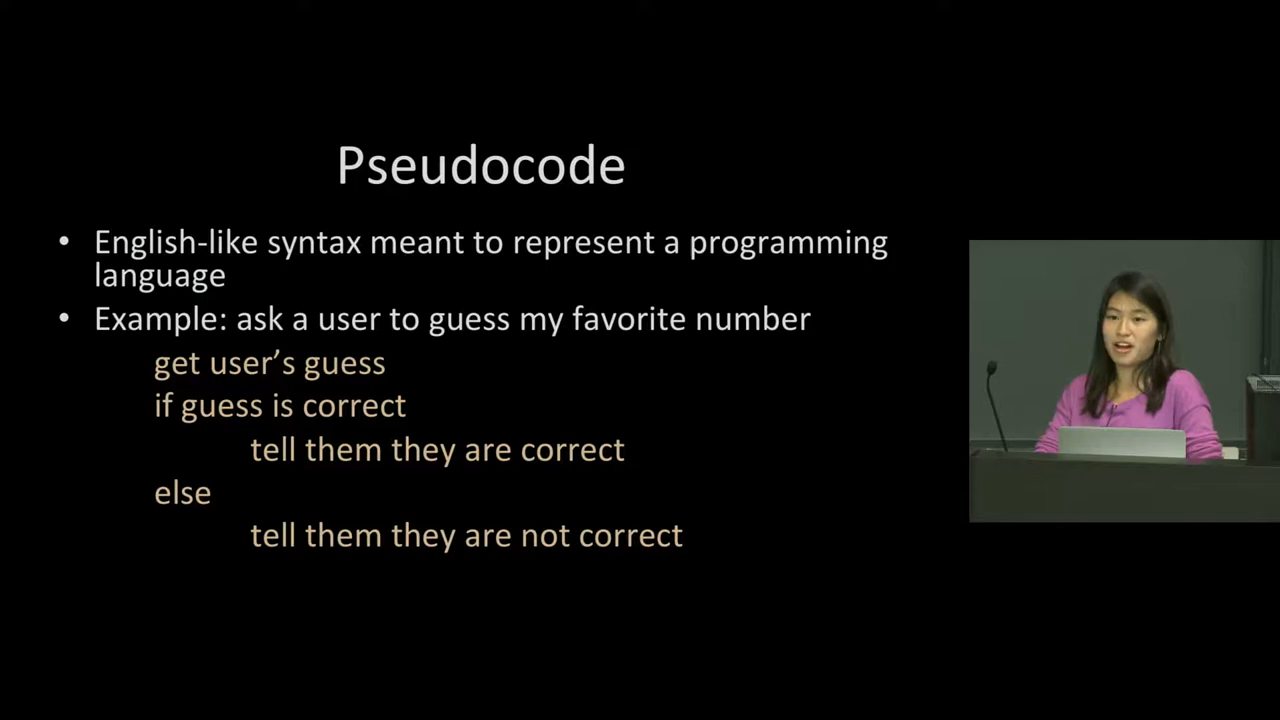 Pseudocode
• English-like syntax meant to represent a programming
language
• Example: ask a user to guess my favorite number
get user’s guess
if guess is correct
tell them they are correct
else
tell them they are not correct